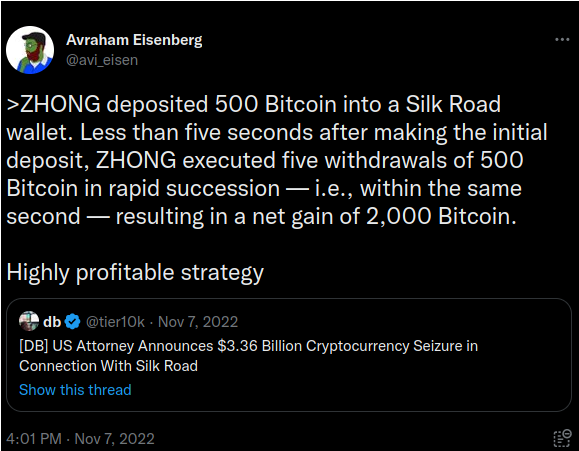 Avraham Eisenberg
@avi_eisen
>ZHONG deposited 500 Bitcoin into a Silk Road
wallet. Less than five seconds after making the initial
deposit, ZHONG executed five withdrawals of 500
Bitcoin in rapid succession — i.e., within the same
second — resulting in a net gain of 2,000 Bitcoin.
Highly profitable strategy
db @tier10k · Nov 7, 2022
[DB] US Attorney Announces $3.36 Billion Cryptocurrency Seizure in
Connection With Silk Road
Show this thread
4:01 PM · Nov 7, 2022